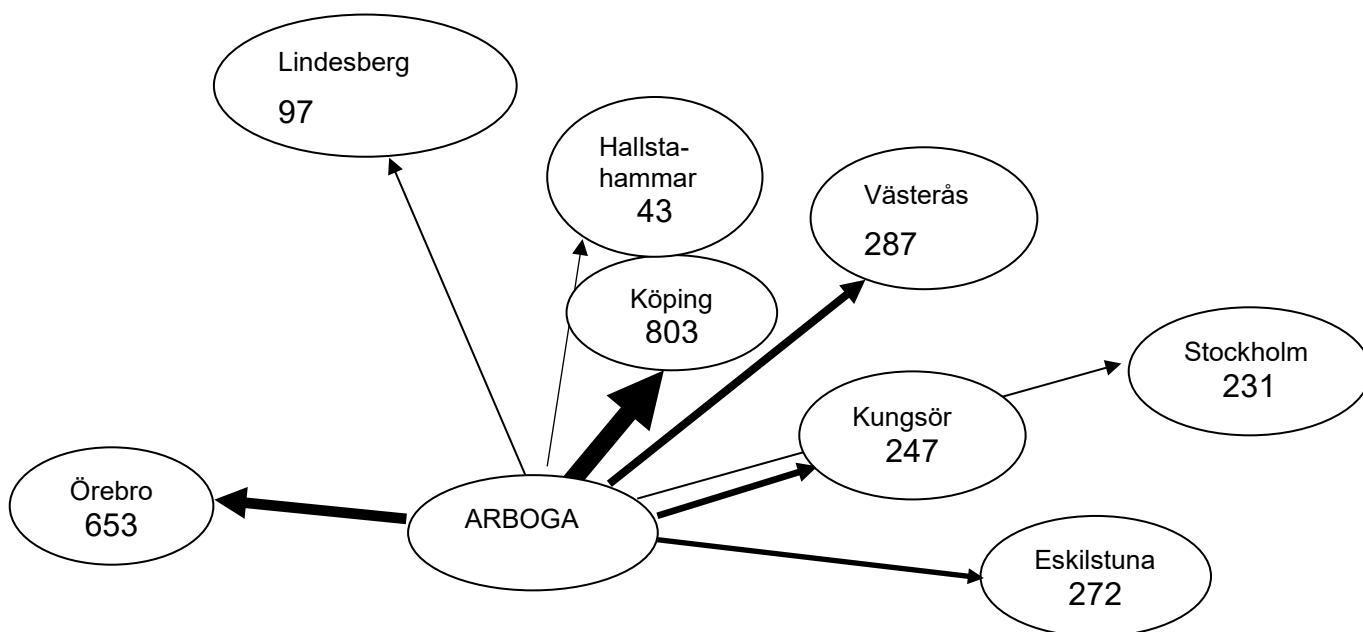 Lindesberg
97
Hallsta-
hammar
43
Västerås
287
Köping
803
Stockholm
231
Kungsör
247
Örebro
653
ARBOGA
Eskilstuna
272